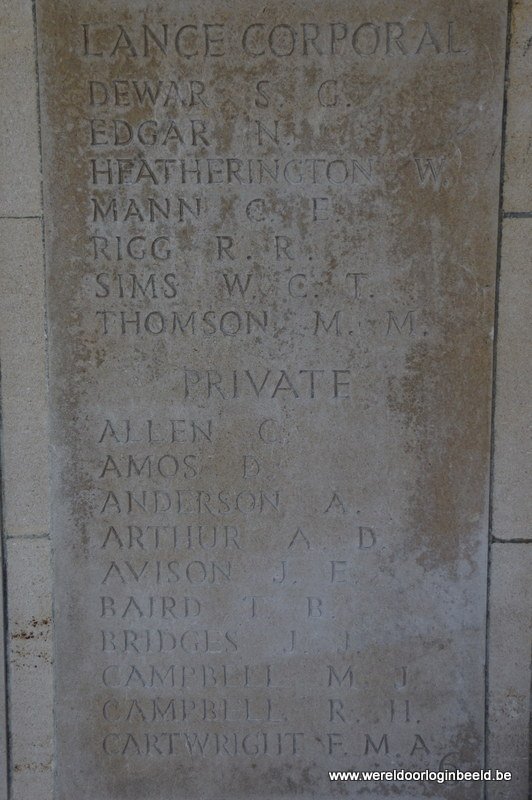 LANCE CORPORAL
DEWAR S. G.
EDGAR N.
HEATHERINGTON W.
MANN C. E.
RIGG R. R.
SIMS W. C. T.
THOMSON M. M.
PRIVATE
ALLEN C.
AMOS D.
ANDERSON A.
ARTHUR A. D.
AVISON J. E.
BAIRD T. B.
BRIDGES J. J.
CAMPBELL M. J.
CAMPBELL R. H.
CARTWRIGHT F. M. A.
www.wereldoorloginbeeld.be